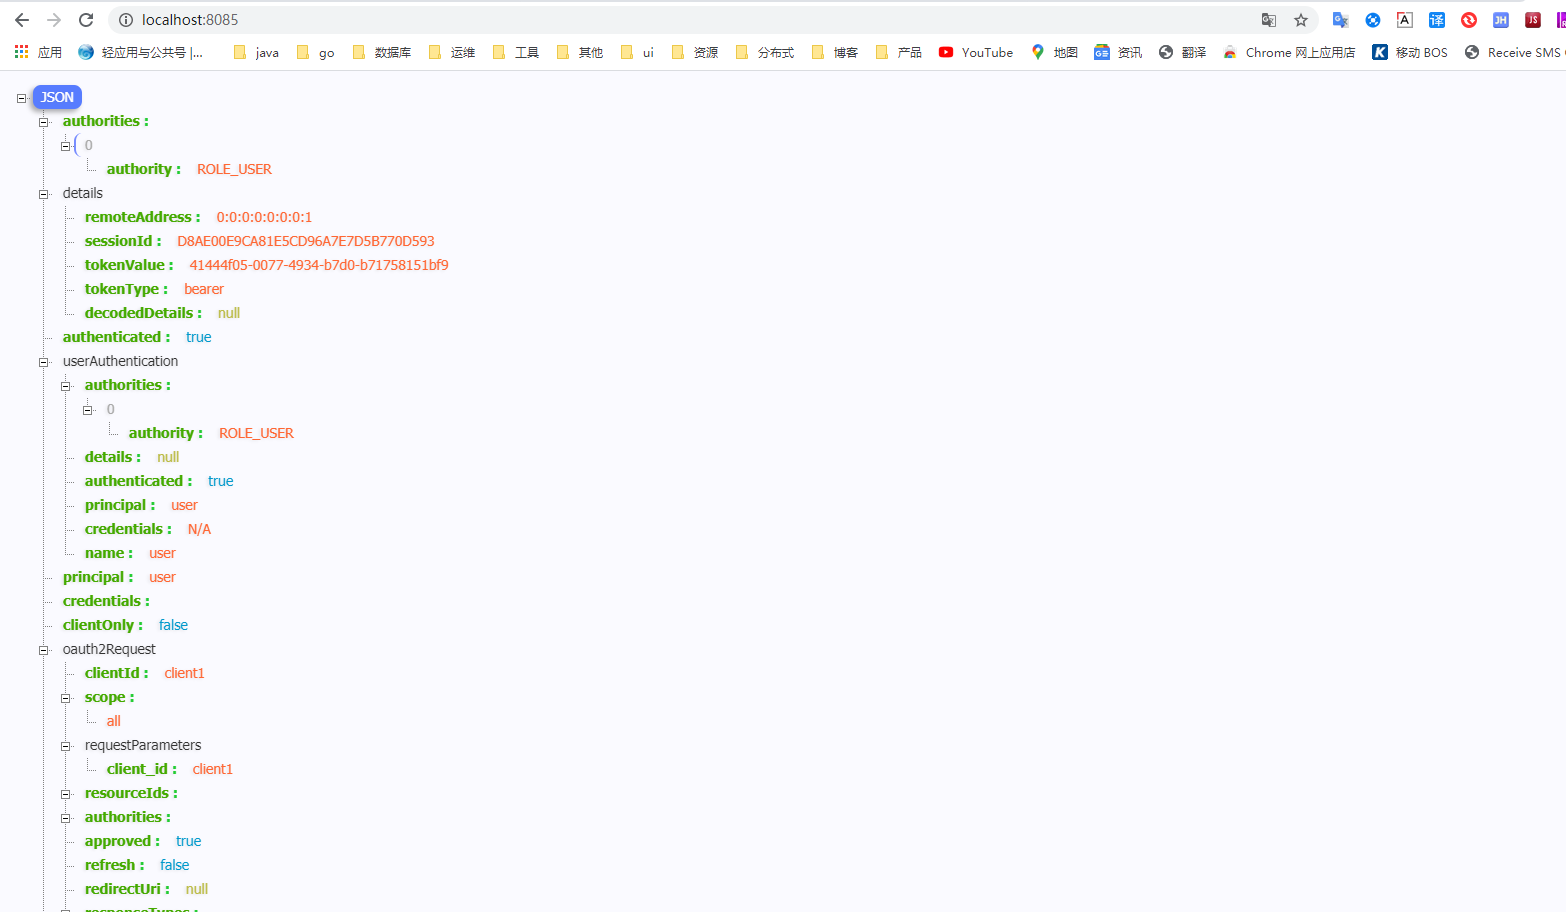 localhost:8085
应用 轻应用与公共号 |... java go 数据库 运维 工具 其他 ui 资源 分布式 博客 产品 YouTube 地图 资讯 翻译 Chrome 网上应用店 移动 BOS Receive SMS
JSON
authorities :
0
authority : ROLE_USER
details
remoteAddress : 0:0:0:0:0:0:0:1
sessionId : D8AE00E9CA81E5CD96A7E7D5B770D593
tokenValue : 41444f05-0077-4934-b7d0-b71758151bf9
tokenType : bearer
decodedDetails : null
authenticated : true
userAuthentication
authorities :
0
authority : ROLE_USER
details : null
authenticated : true
principal : user
credentials : N/A
name : user
principal : user
credentials :
clientOnly : false
oauth2Request
clientId : client1
scope :
all
requestParameters
client_id : client1
resourceIds :
authorities :
approved : true
refresh : false
redirectUri : null
responseTypes :